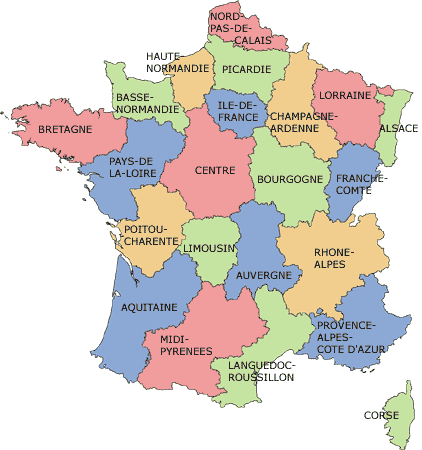 NORD-
PAS-DE-
CALAIS
HAUTE-
NORMANDIE
PICARDIE
BASSE-
NORMANDIE
ILE-DE-
FRANCE
CHAMPAGNE-
ARDENNE
LORRAINE
ALSACE
BRETAGNE
PAYS-DE
LA-LOIRE
CENTRE
BOURGOGNE
FRANCHE-
COMTE
POITOU-
CHARENTE
LIMOUSIN
AUVERGNE
RHONE-
ALPES
AQUITAINE
MIDI-
PYRENEES
LANGUEDOC-
ROUSSILLON
PROVENCE-
ALPES-
COTE D'AZUR
CORSE